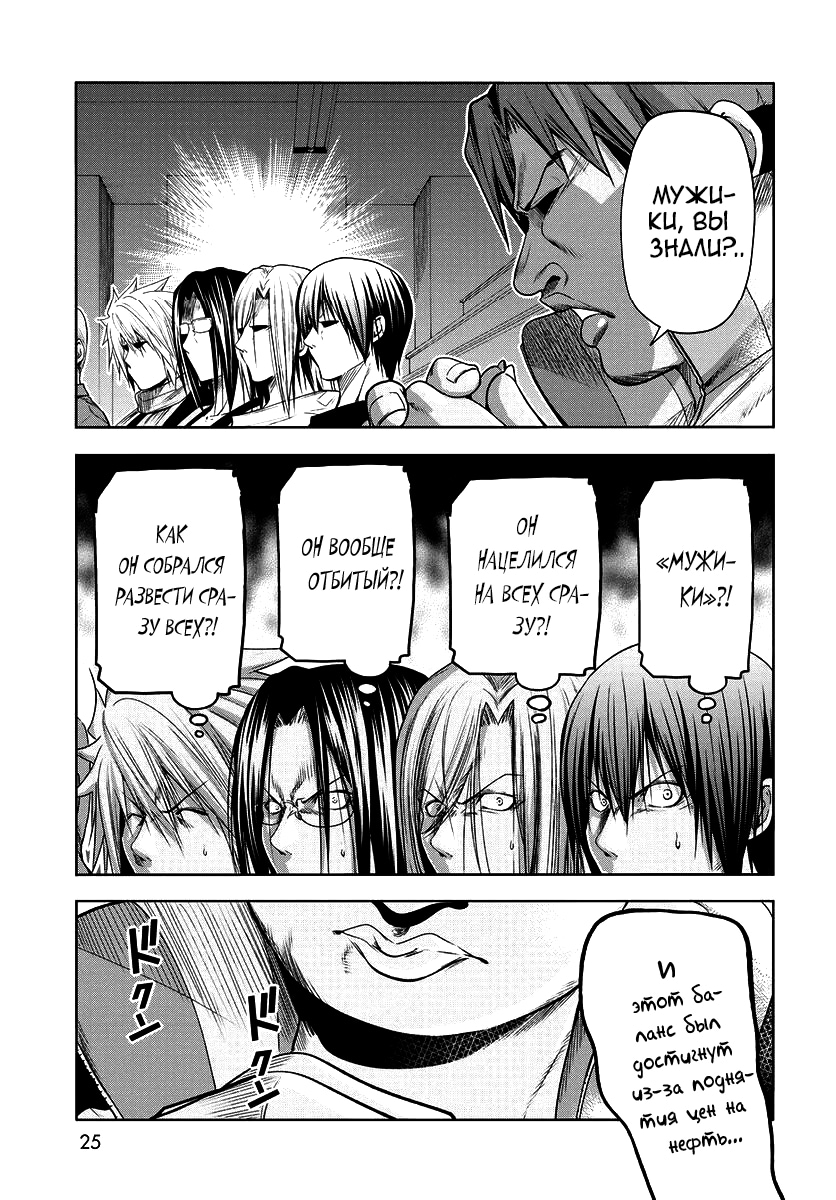 МУЖИ-
КИ, ВЫ
ЗНАЛИ?..
«МУЖИ-
КИ»?!
ОН
НАЦЕЛИЛСЯ
НА ВСЕХ СРА-
ЗУ?!
ОН ВООБЩЕ
ОТБИТЫЙ?!
КАК
ОН СОБРАЛСЯ
РАЗВЕСТИ СРА-
ЗУ ВСЕХ?!
И
этот ба-
ланс был
достигнут
из-за подня-
тия цен на
нефть...
ドクン
ドクン
25